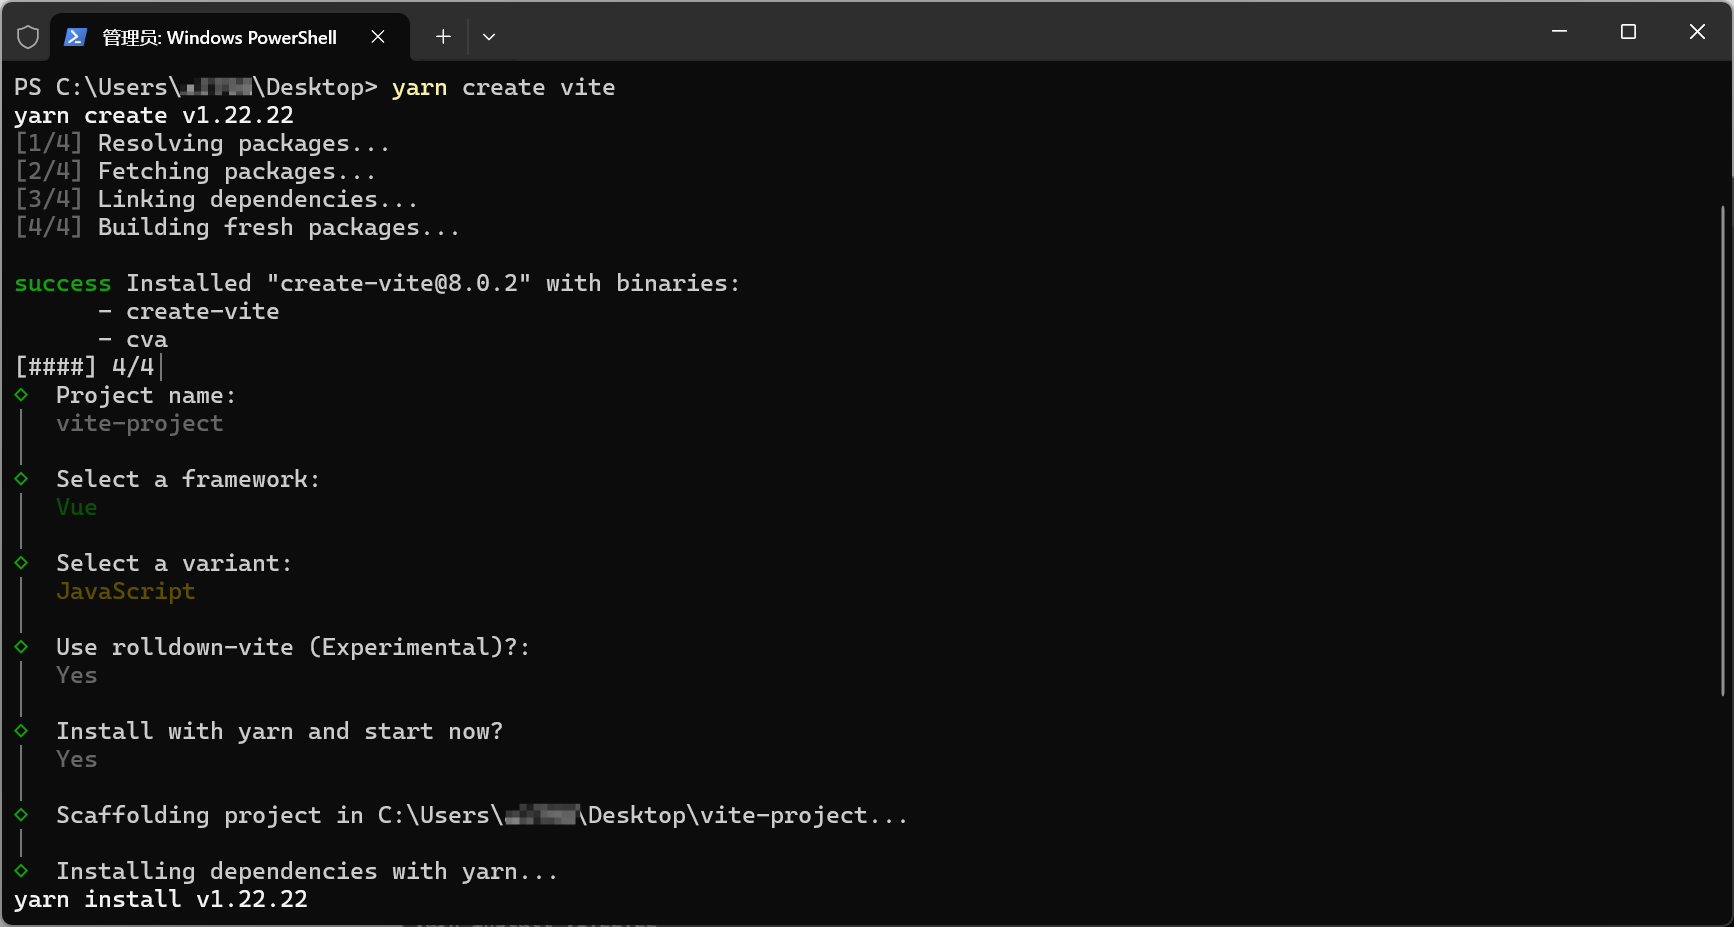 管理员: Windows PowerShell
PS C:\Users\ \Desktop> yarn create vite
yarn create v1.22.22
[1/4] Resolving packages...
[2/4] Fetching packages...
[3/4] Linking dependencies...
[4/4] Building fresh packages...
success Installed "create-vite@8.0.2" with binaries:
- create-vite
- cva
[####] 4/4
Project name:
vite-project
Select a framework:
Vue
Select a variant:
JavaScript
Use rolldown-vite (Experimental)?:
Yes
Install with yarn and start now?
Yes
Scaffolding project in C:\Users\ \Desktop\vite-project...
Installing dependencies with yarn...
yarn install v1.22.22